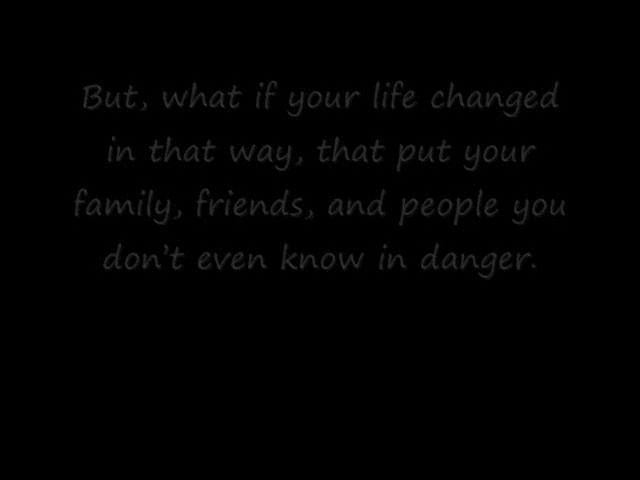 But, what if your life changed
in that way, that put your
family, friends, and people you
don't even know in danger.